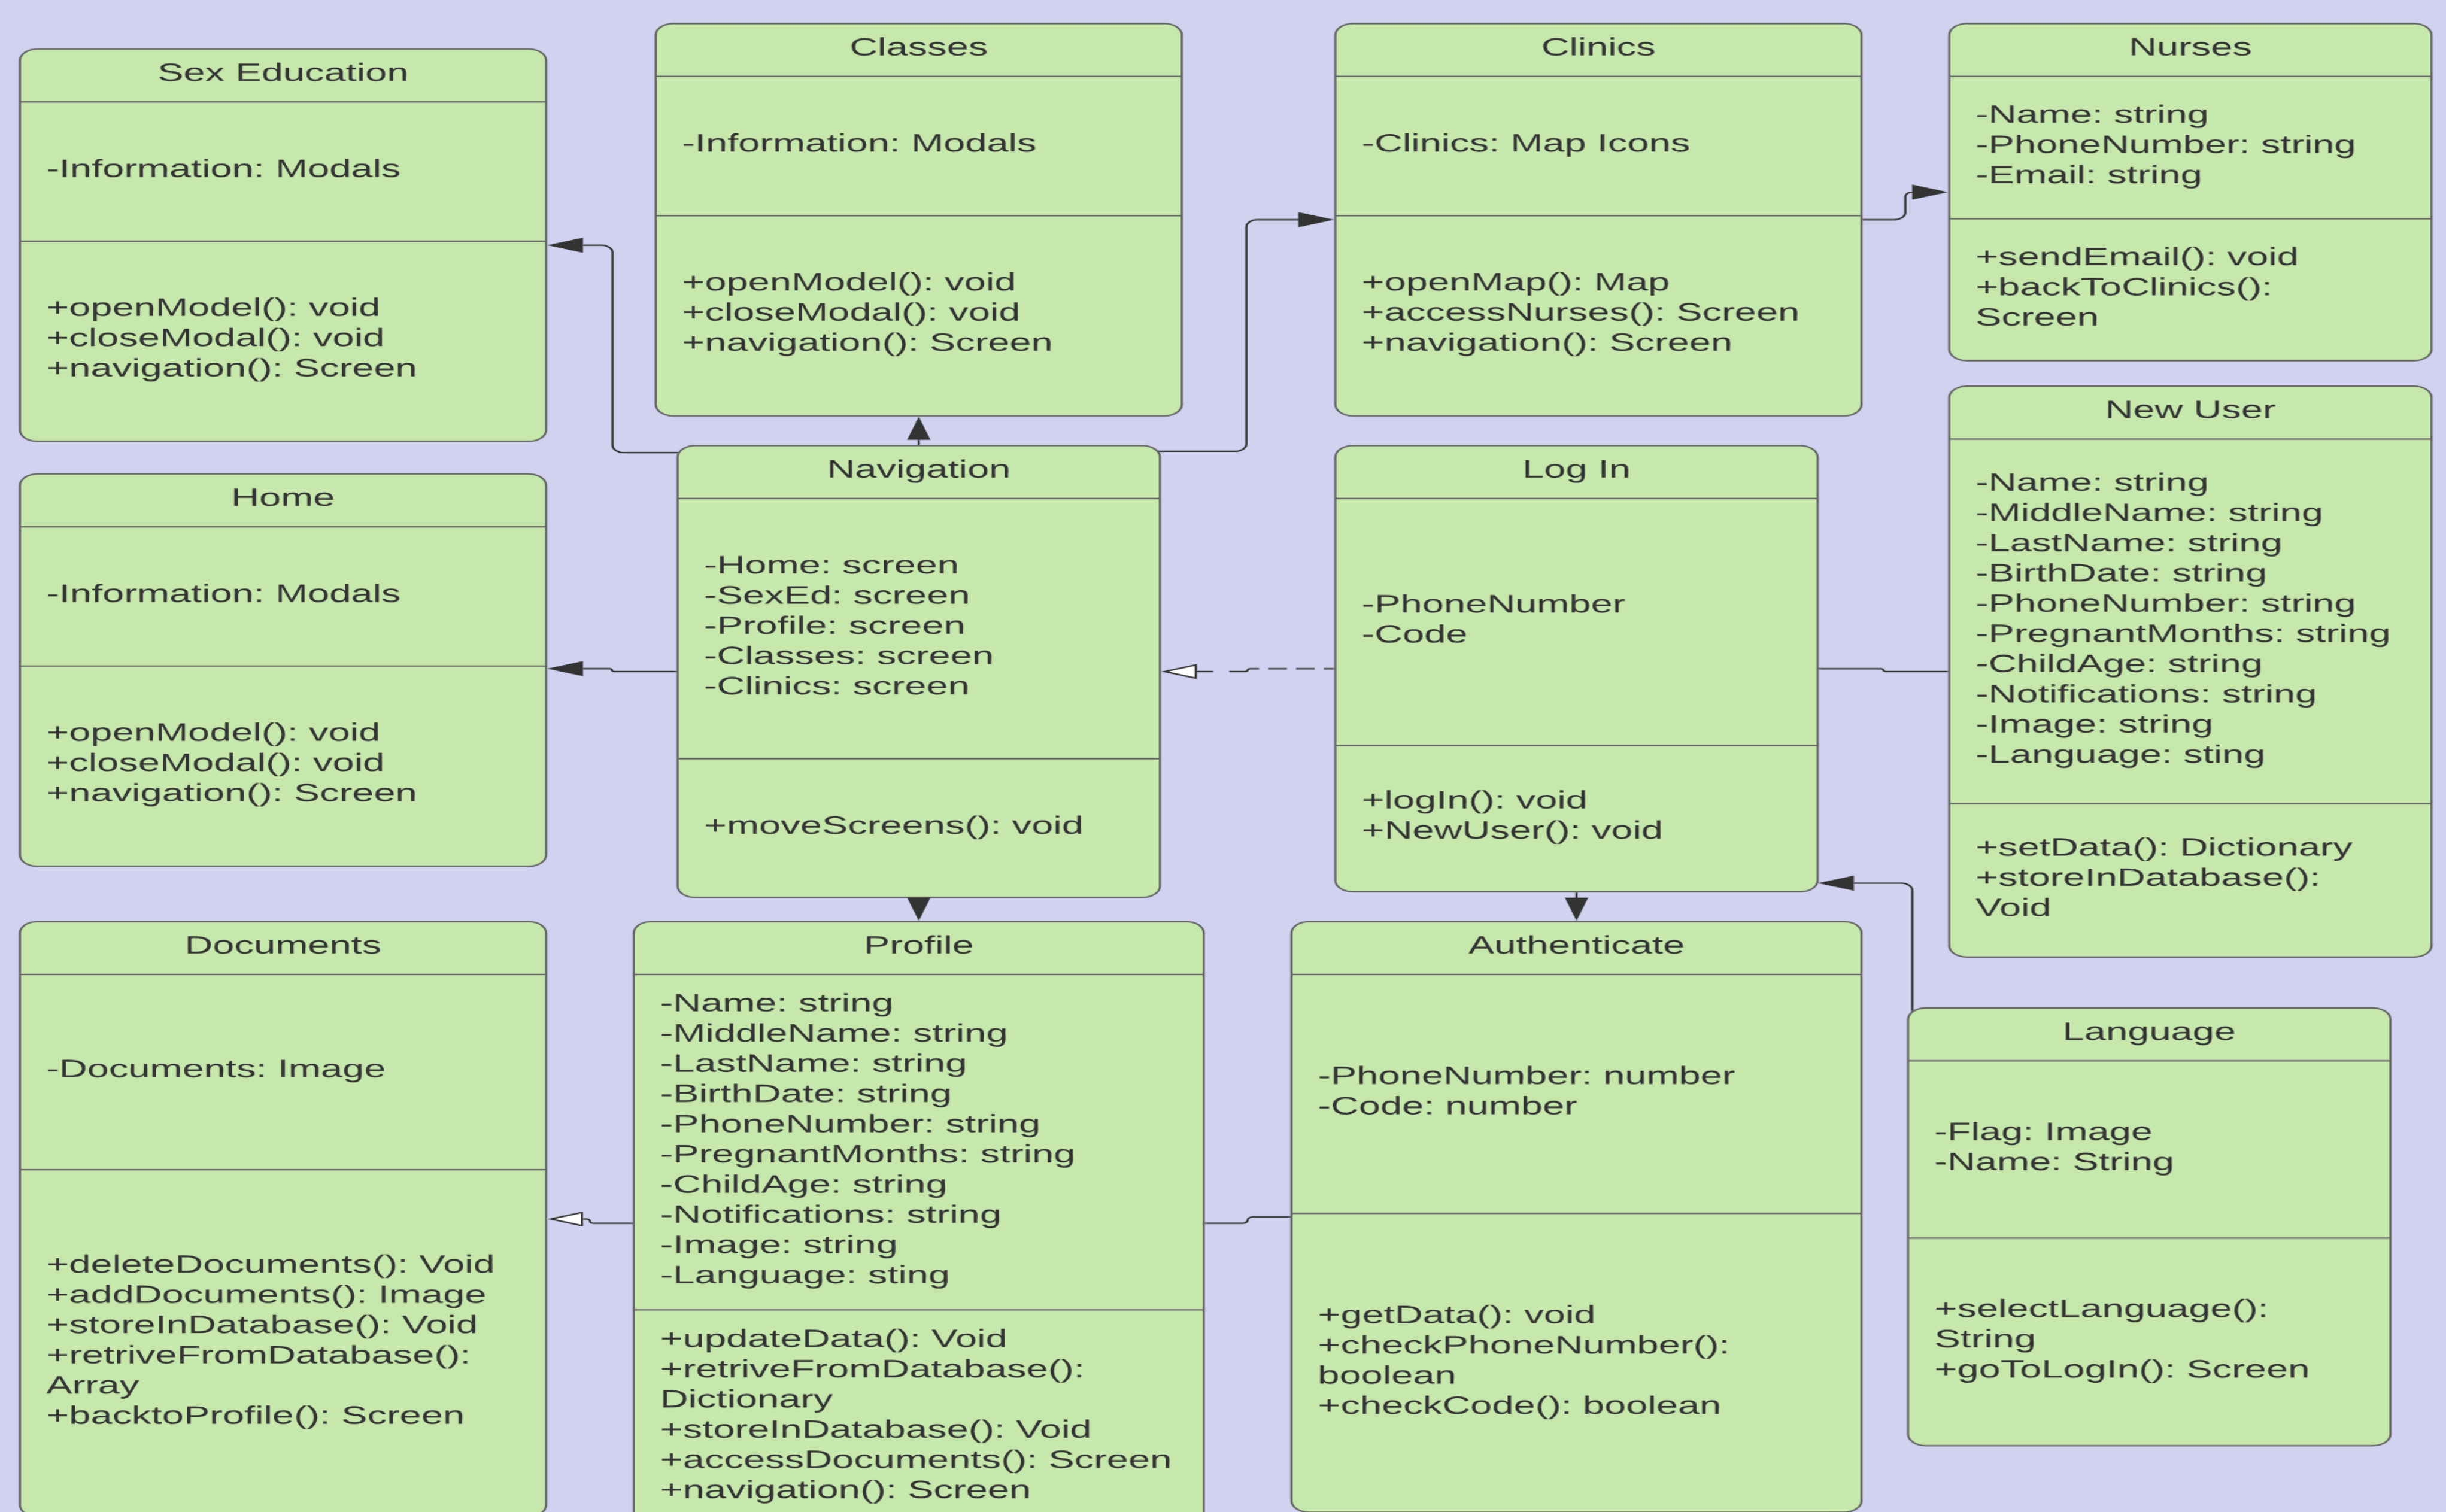 Sex Education
-Information: Modals
+openModel(): void
+closeModal(): void
+navigation(): Screen
Classes
-Information: Modals
+openModel(): void
+closeModal(): void
+navigation(): Screen
Clinics
-Clinics: Map Icons
+openMap(): Map
+accessNurses(): Screen
+navigation(): Screen
Nurses
-Name: string
-PhoneNumber: string
-Email: string
+sendEmail(): void
+backToClinics():
Screen
Home
-Information: Modals
+openModel(): void
+closeModal(): void
+navigation(): Screen
Navigation
-Home: screen
-SexEd: screen
-Profile: screen
-Classes: screen
-Clinics: screen
+moveScreens(): void
Log In
-PhoneNumber
-Code
+logIn(): void
+NewUser(): void
New User
-Name: string
-MiddleName: string
-LastName: string
-BirthDate: string
-PhoneNumber: string
-PregnantMonths: string
-ChildAge: string
-Notifications: string
-Image: string
-Language: sting
+setData(): Dictionary
+storeInDatabase():
Void
Documents
-Documents: Image
+deleteDocuments(): Void
+addDocuments(): Image
+storeInDatabase(): Void
+retriveFromDatabase():
Array
+backtoProfile(): Screen
Profile
-Name: string
-MiddleName: string
-LastName: string
-BirthDate: string
-PhoneNumber: string
-PregnantMonths: string
-ChildAge: string
-Notifications: string
-Image: string
-Language: sting
+updateData(): Void
+retriveFromDatabase():
Dictionary
+storeInDatabase(): Void
+accessDocuments(): Screen
+navigation(): Screen
Authenticate
-PhoneNumber: number
-Code: number
+getData(): void
+checkPhoneNumber():
boolean
+checkCode(): boolean
Language
-Flag: Image
-Name: String
+selectLanguage():
String
+goToLogIn(): Screen